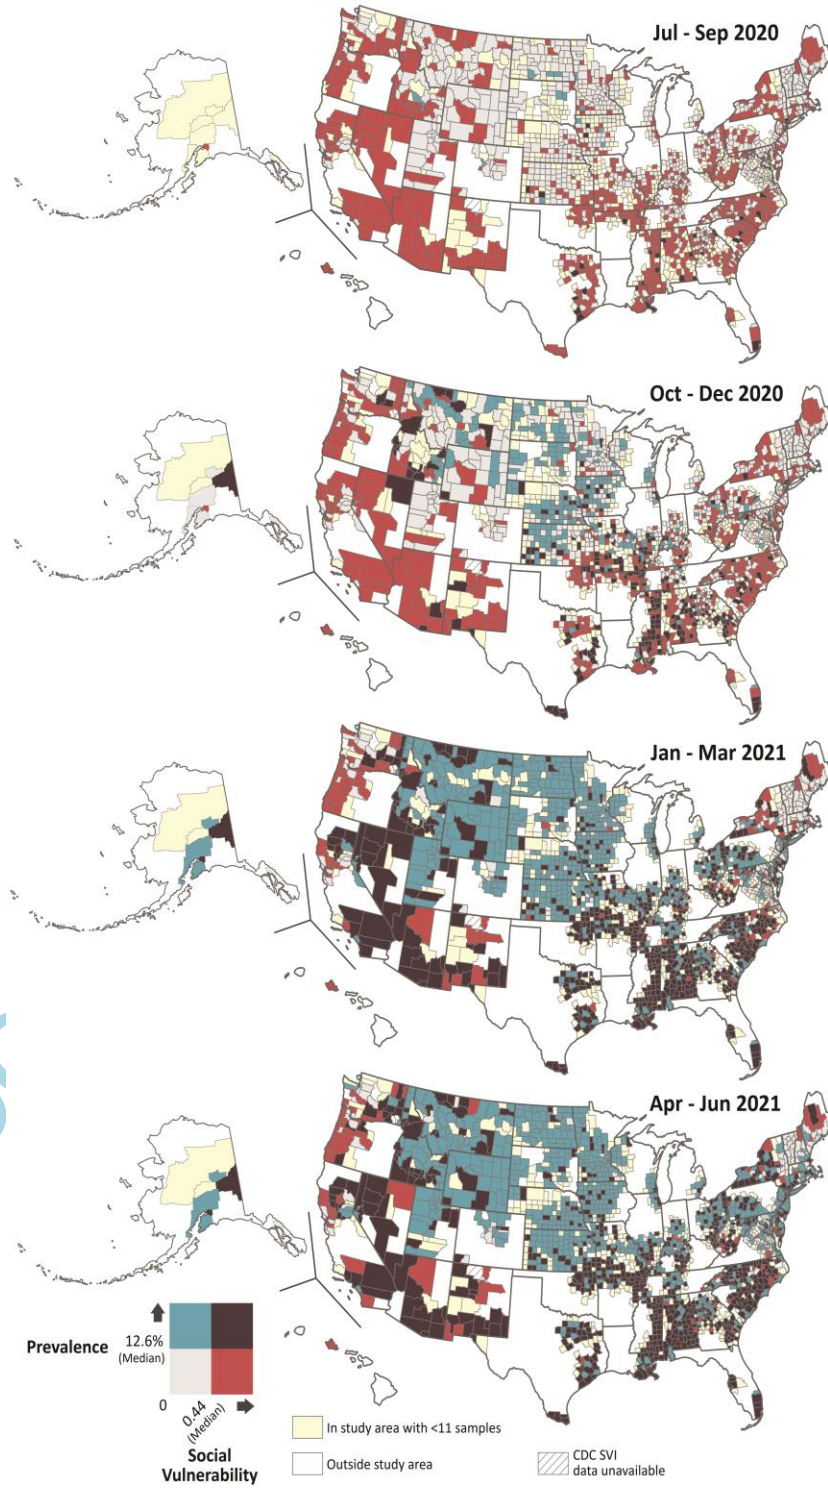 Jul - Sep 2020
Oct - Dec 2020
Jan - Mar 2021
Apr - Jun 2021
Prevalence
12.6%
(Median)
0
0.44
(Median)
Social
Vulnerability
In study area with <11 samples
Outside study area
CDC SVI
data unavailable